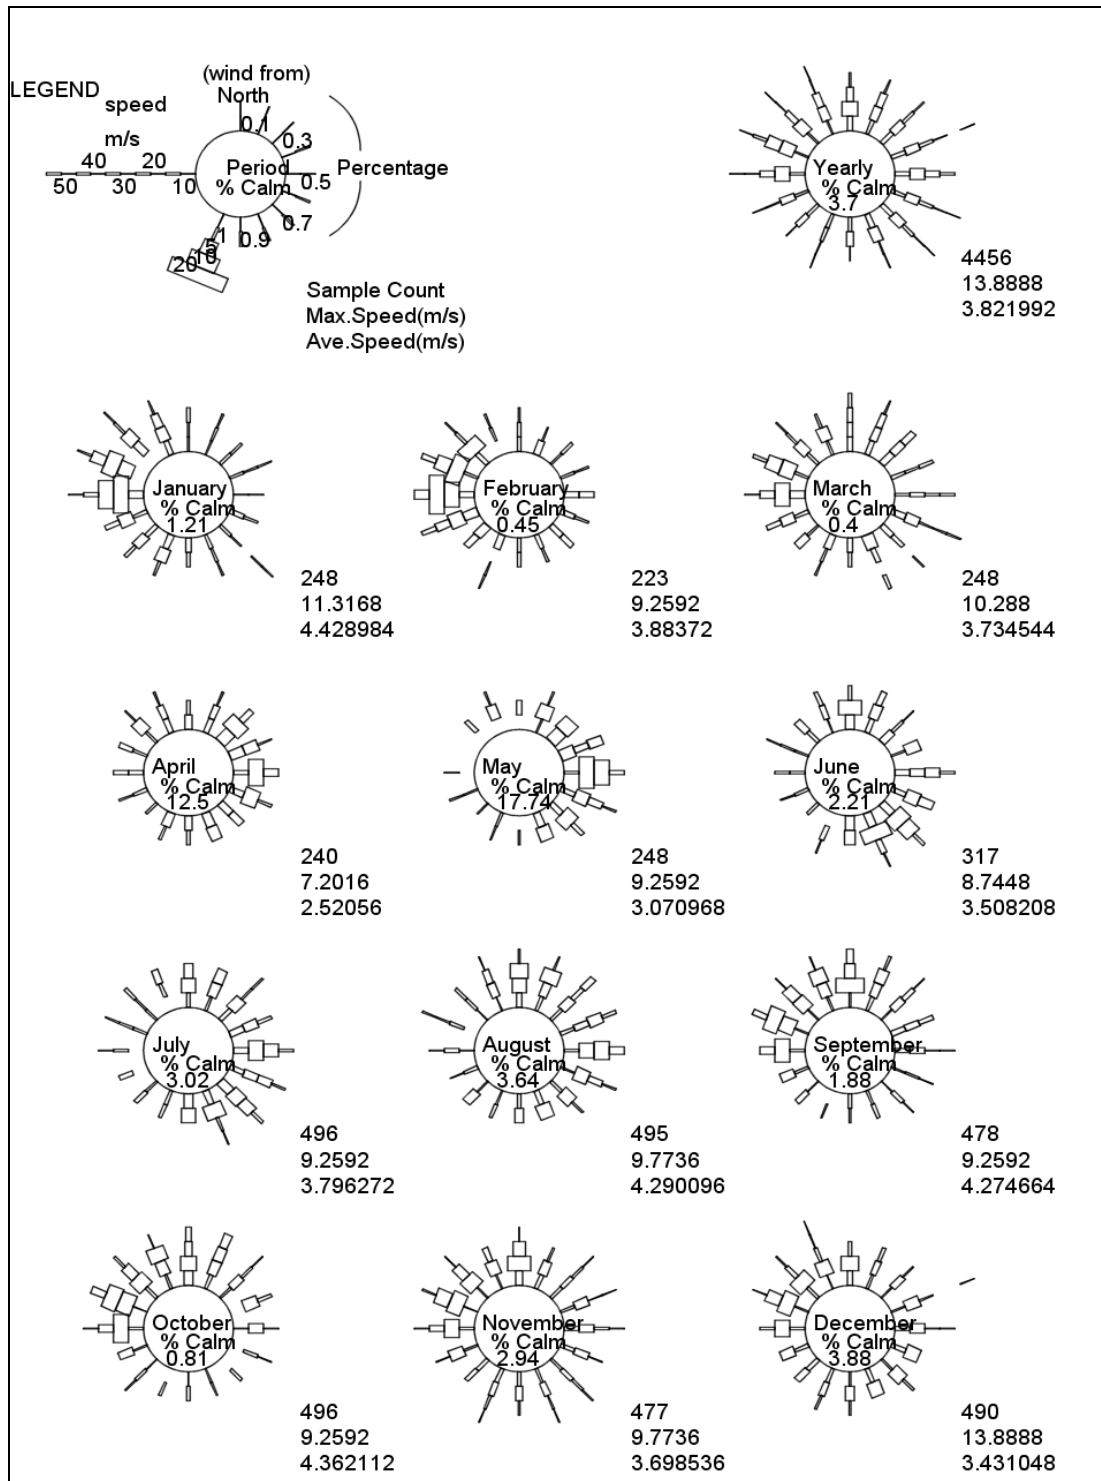 LEGEND
speed
m/s
40 20
50 30 10
(wind from)
North
0.1
0.3
0.5
0.7
0.9
1
5
10
20
Period
% Calm
Percentage
Sample Count
Max.Speed(m/s)
Ave.Speed(m/s)
Yearly
% Calm
3.7
4456
13.8888
3.821992
January
% Calm
1.21
248
11.3168
4.428984
February
% Calm
0.45
223
9.2592
3.88372
March
% Calm
0.4
248
10.288
3.734544
April
% Calm
12.5
240
7.2016
2.52056
May
% Calm
17.74
248
9.2592
3.070968
June
% Calm
2.21
317
8.7448
3.508208
July
% Calm
3.02
496
9.2592
3.796272
August
% Calm
3.64
495
9.7736
4.290096
September
% Calm
1.88
478
9.2592
4.274664
October
% Calm
0.81
496
9.2592
4.362112
November
% Calm
2.94
477
9.7736
3.698536
December
% Calm
3.88
490
13.8888
3.431048